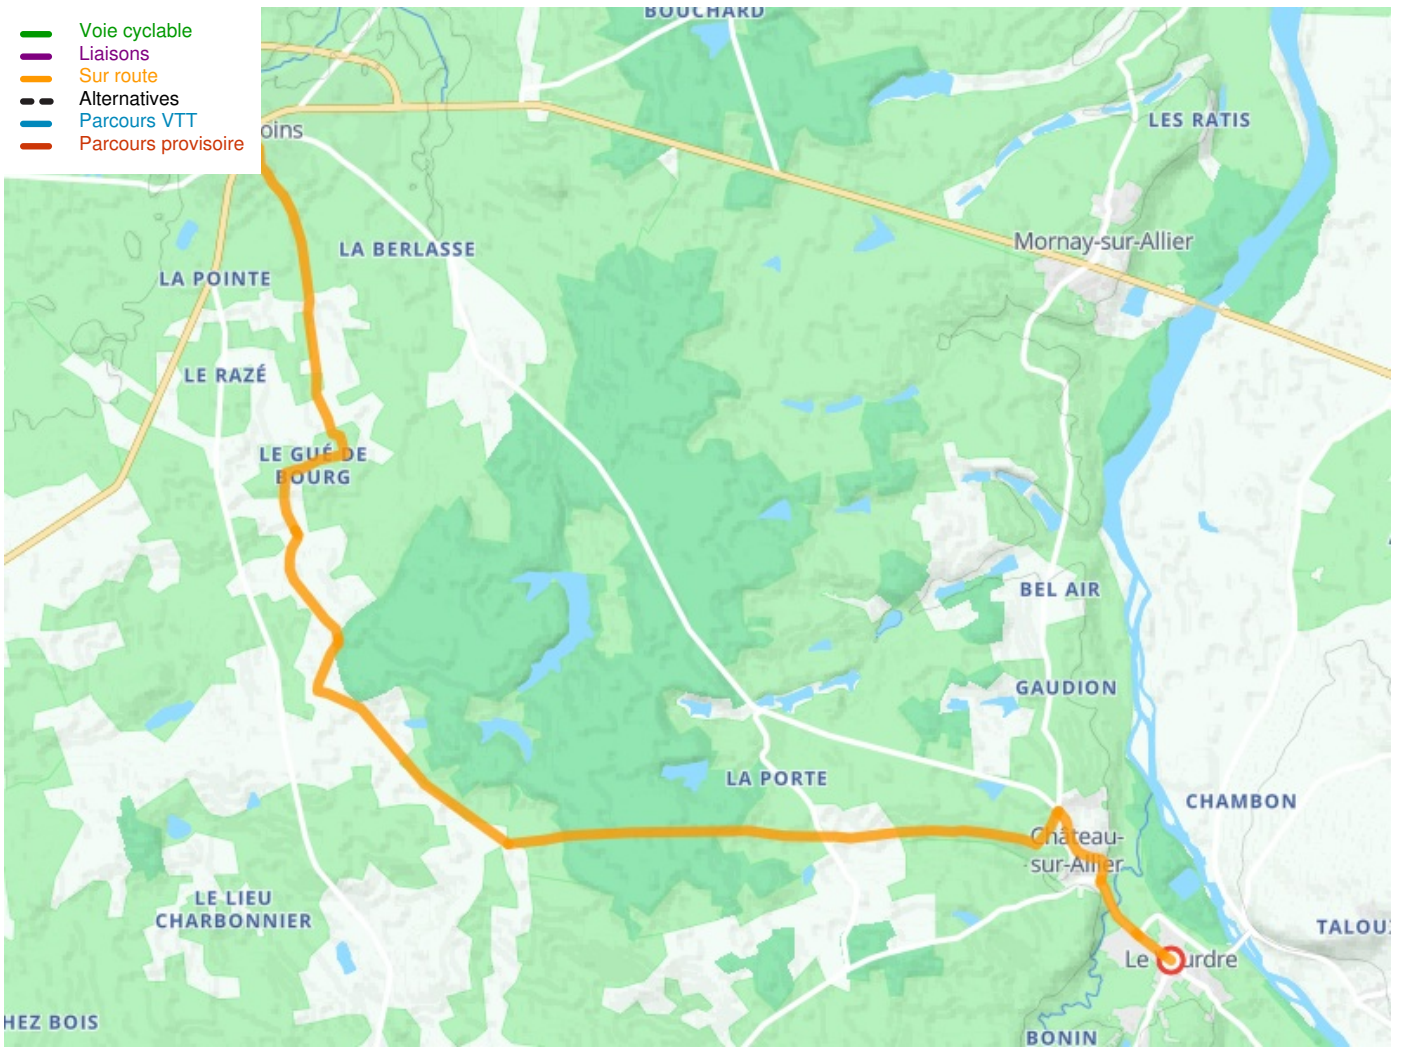 Voie cyclable
Liaisons
Sur route
Alternatives
Parcours VTT
Parcours provisoire
BOUCHARD
oins
LES RATIS
Mornay-sur-Allier
LA BERLASSE
LA POINTE
LE RAZÉ
LE GUÉ DE
BOURG
BEL AIR
GAUDION
LA PORTE
CHAMBON
Château-
sur-Allier
LE LIEU
CHARBONNIER
TALOU
Le urdre
HEZ BOIS
BONIN